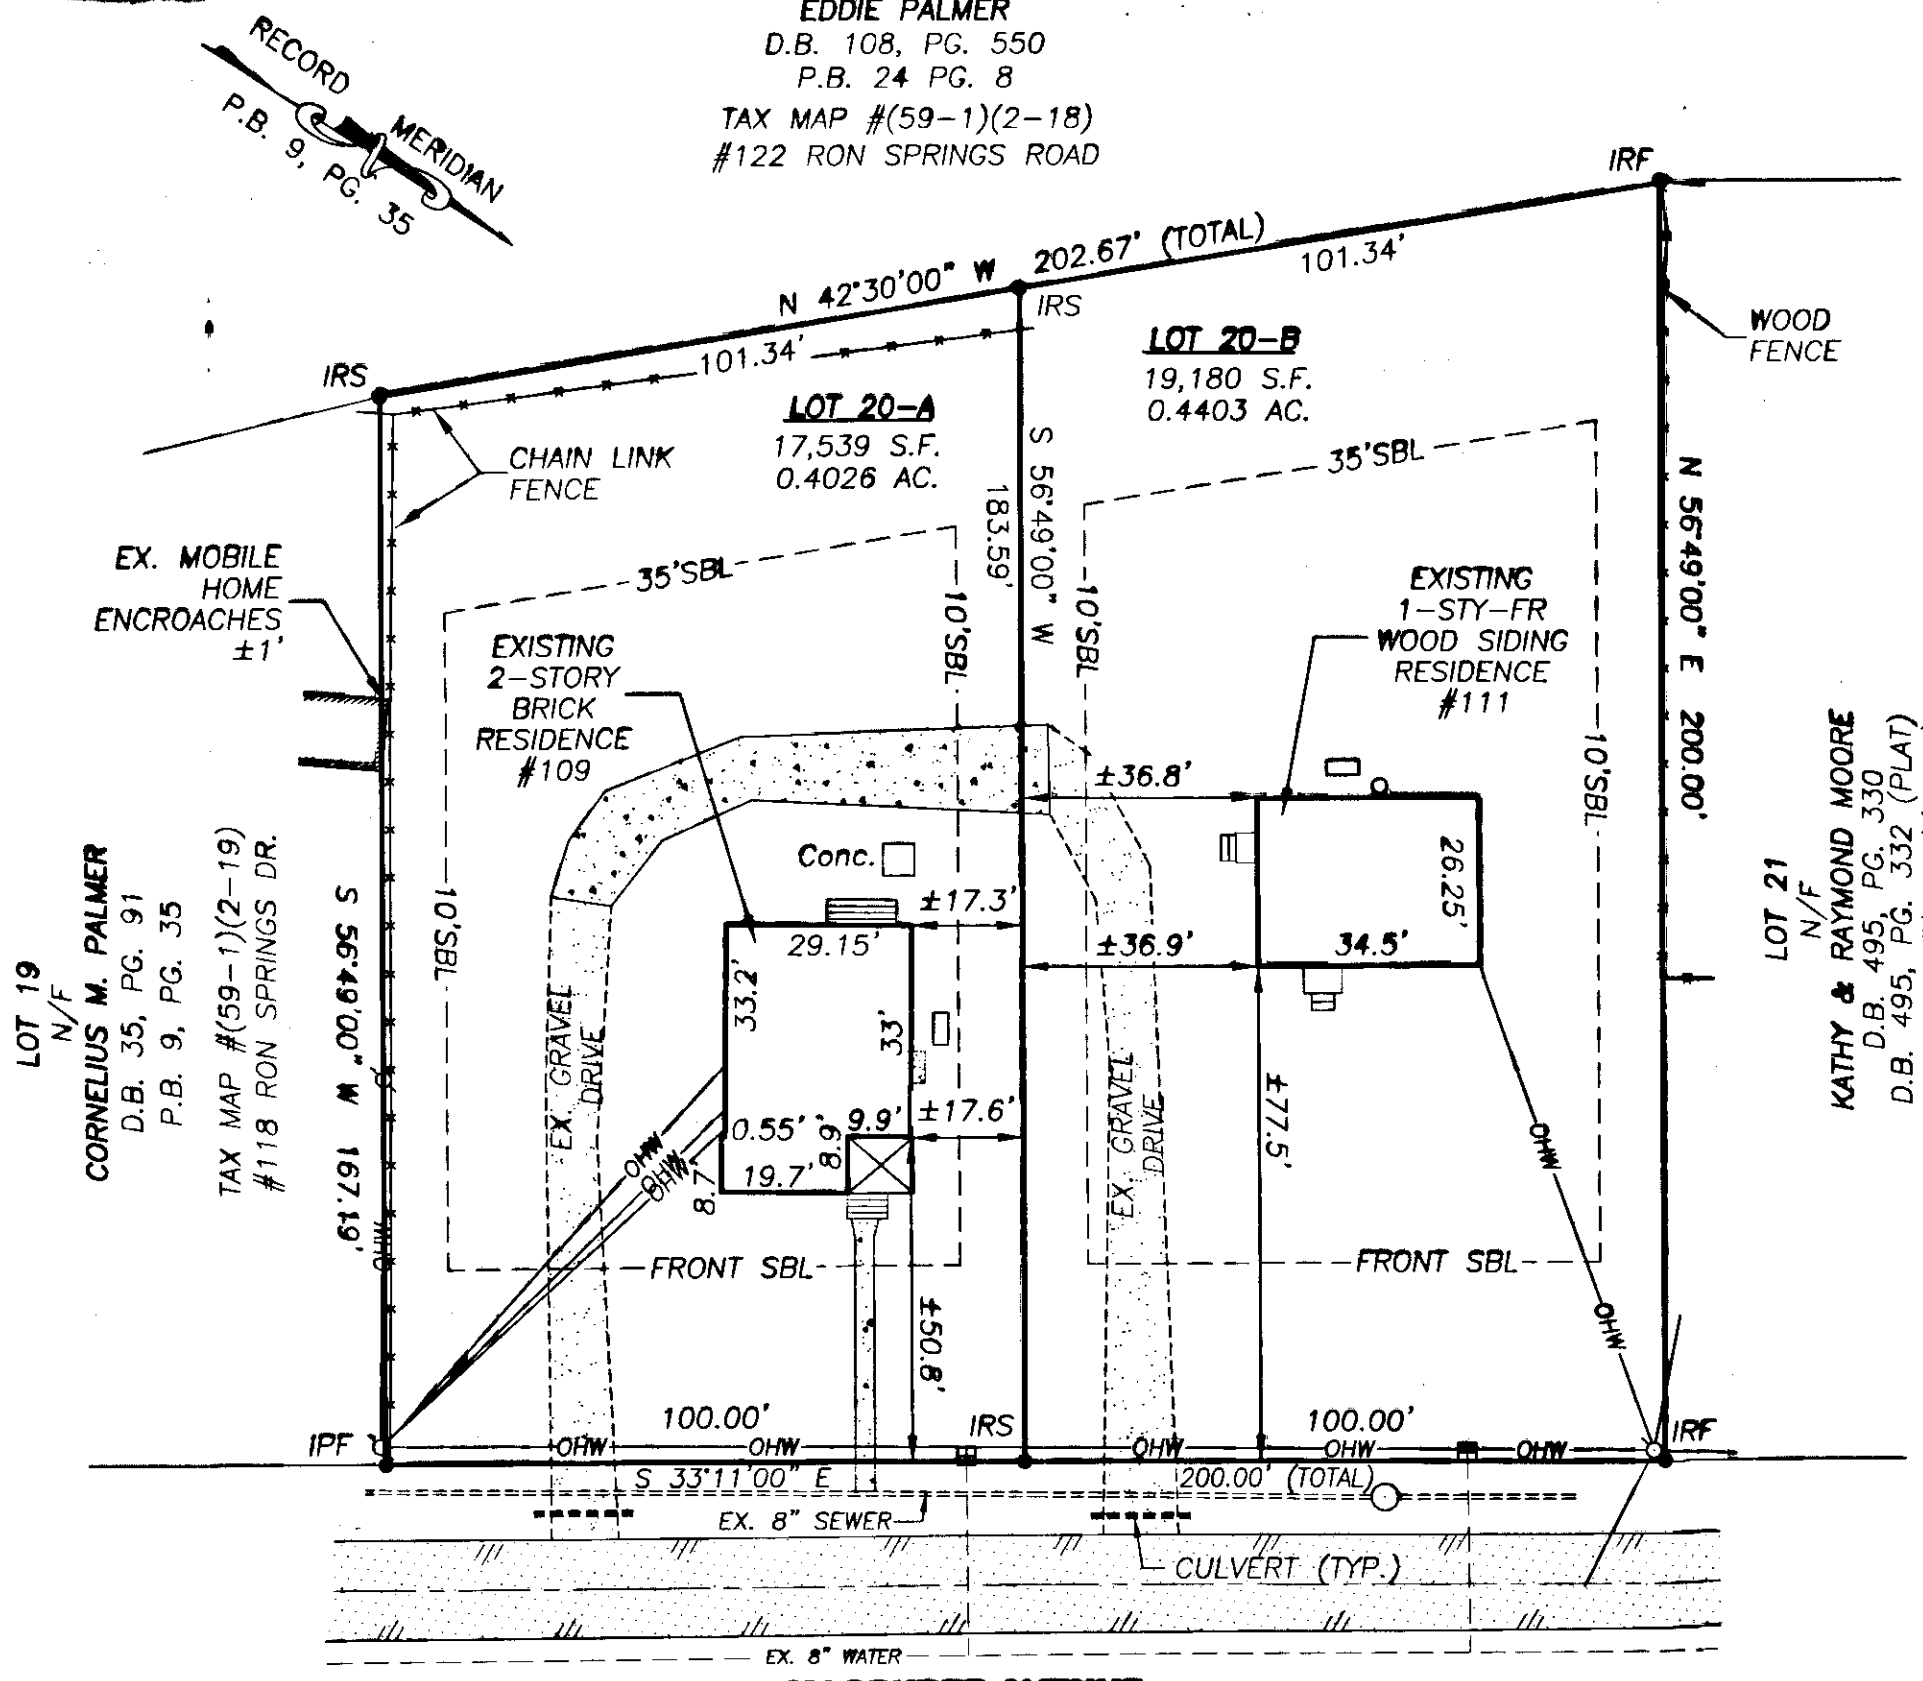 EDDIE PALMER
D.B. 108, PG. 550
P.B. 24 PG. 8
TAX MAP #(59-1)(2-18)
#122 RON SPRINGS ROAD
RECORD MERIDIAN
P.B. 9, PG. 35
IRF
N 42°30'00" W 202.67' (TOTAL)
101.34'
101.34'
IRS
IRS
WOOD
FENCE
LOT 20-B
19,180 S.F.
0.4403 AC.
LOT 20-A
17,539 S.F.
0.4026 AC.
CHAIN LINK
FENCE
S 56°49'00" W
183.59'
35'SBL
35'SBL
N 56°49'00" E 200.00'
EX. MOBILE
HOME
ENCROACHES
±1'
EXISTING
2-STORY
BRICK
RESIDENCE
#109
EXISTING
1-STY-FR
WOOD SIDING
RESIDENCE
#111
10'SBL
10'SBL
10'SBL
10'SBL
±36.8'
±36.9'
26.25'
34.5'
Conc.
±17.3'
29.15'
33.2'
33'
±17.6'
0.55'
8.9'
9.9'
19.7'
8.7'
±77.5'
±50.8'
EX. GRAVEL
DRIVE
EX. GRAVEL
DRIVE
LOT 19
N/F
CORNELIUS M. PALMER
D.B. 35, PG. 91
P.B. 9, PG. 35
TAX MAP #(59-1)(2-19)
#118 RON SPRINGS DR.
S 56°49'00" W 167.19'
OHW
LOT 21
N/F
KATHY & RAYMOND MOORE
D.B. 495, PG. 330
D.B. 495, PG. 332 (PLAT)
OHW
OHW
OHW
OHW
OHW
FRONT SBL
FRONT SBL
100.00'
100.00'
IPF
IRS
IRF
OHW
OHW
OHW
OHW
OHW
S 33°11'00" E
200.00' (TOTAL)
EX. 8" SEWER
CULVERT (TYP.)
EX. 8" WATER